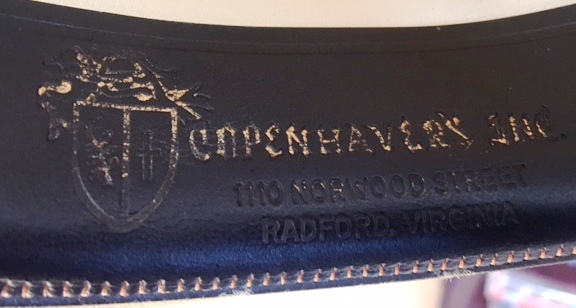 COPENHAVER'S INC.
1110 NORWOOD STREET
RADFORD, VIRGINIA